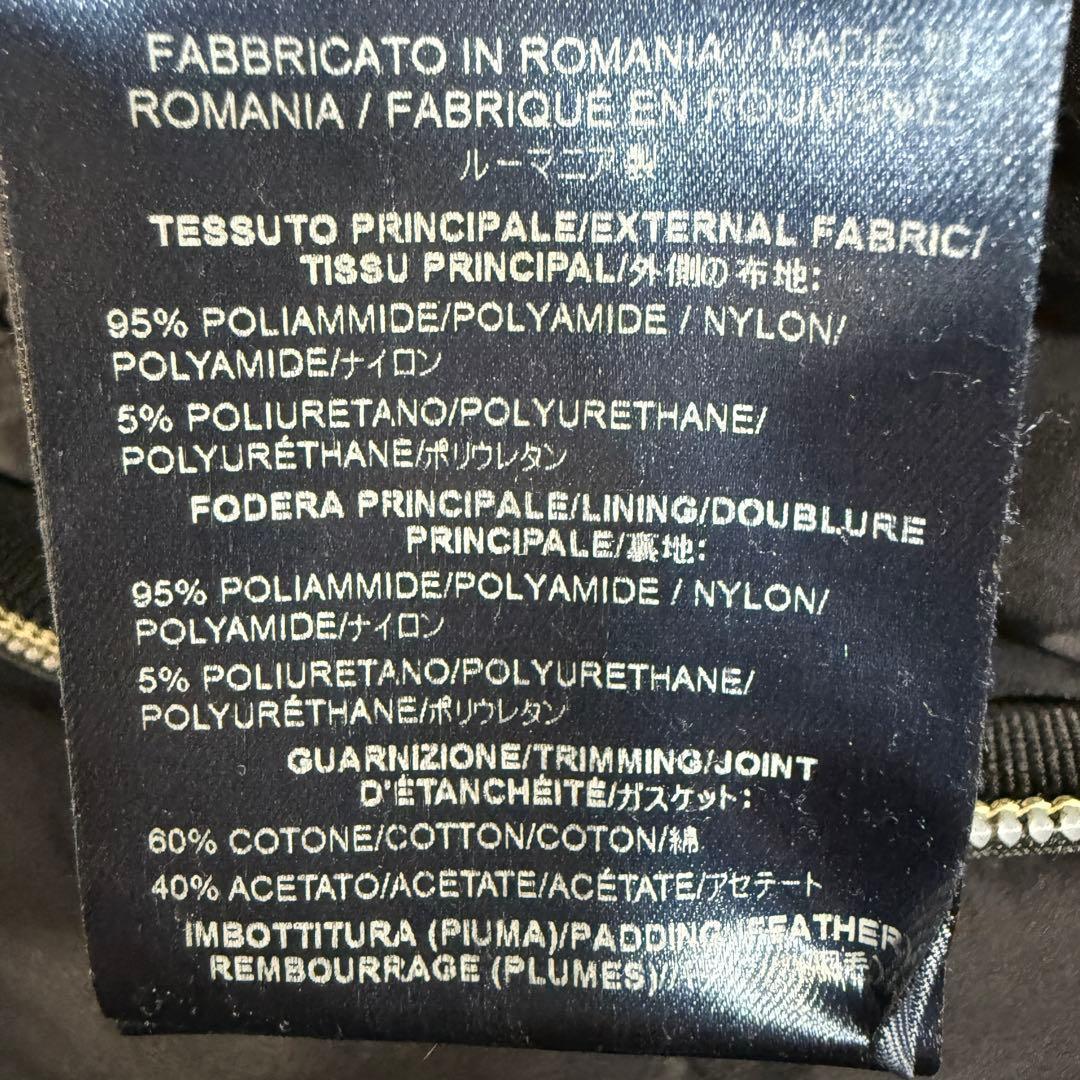 FABBRICATO IN ROMANIA / MADE IN
ROMANIA / FABRIQUÉ EN ROUMANIE
ルーマニア製
TESSUTO PRINCIPALE/EXTERNAL FABRIC/
TISSU PRINCIPAL/外側の布地:
95% POLIAMMIDE/POLYAMIDE / NYLON/
POLYAMIDE/ナイロン
5% POLIURETANO/POLYURETHANE/
POLYURÉTHANE/ポリウレタン
FODERA PRINCIPALE/LINING/DOUBLURE
PRINCIPALE/裏地:
95% POLIAMMIDE/POLYAMIDE / NYLON/
POLYAMIDE/ナイロン
5% POLIURETANO/POLYURETHANE/
POLYURÉTHANE/ポリウレタン
GUARNIZIONE/TRIMMING/JOINT
D'ÉTANCHÉITÉ/ガスケット:
60% COTONE/COTTON/COTON/綿
40% ACETATO/ACETATE/ACÉTATE/アセテート
IMBOTTITURA (PIUMA)/PADDING (FEATHER)
REMBOURRAGE (PLUMES)/